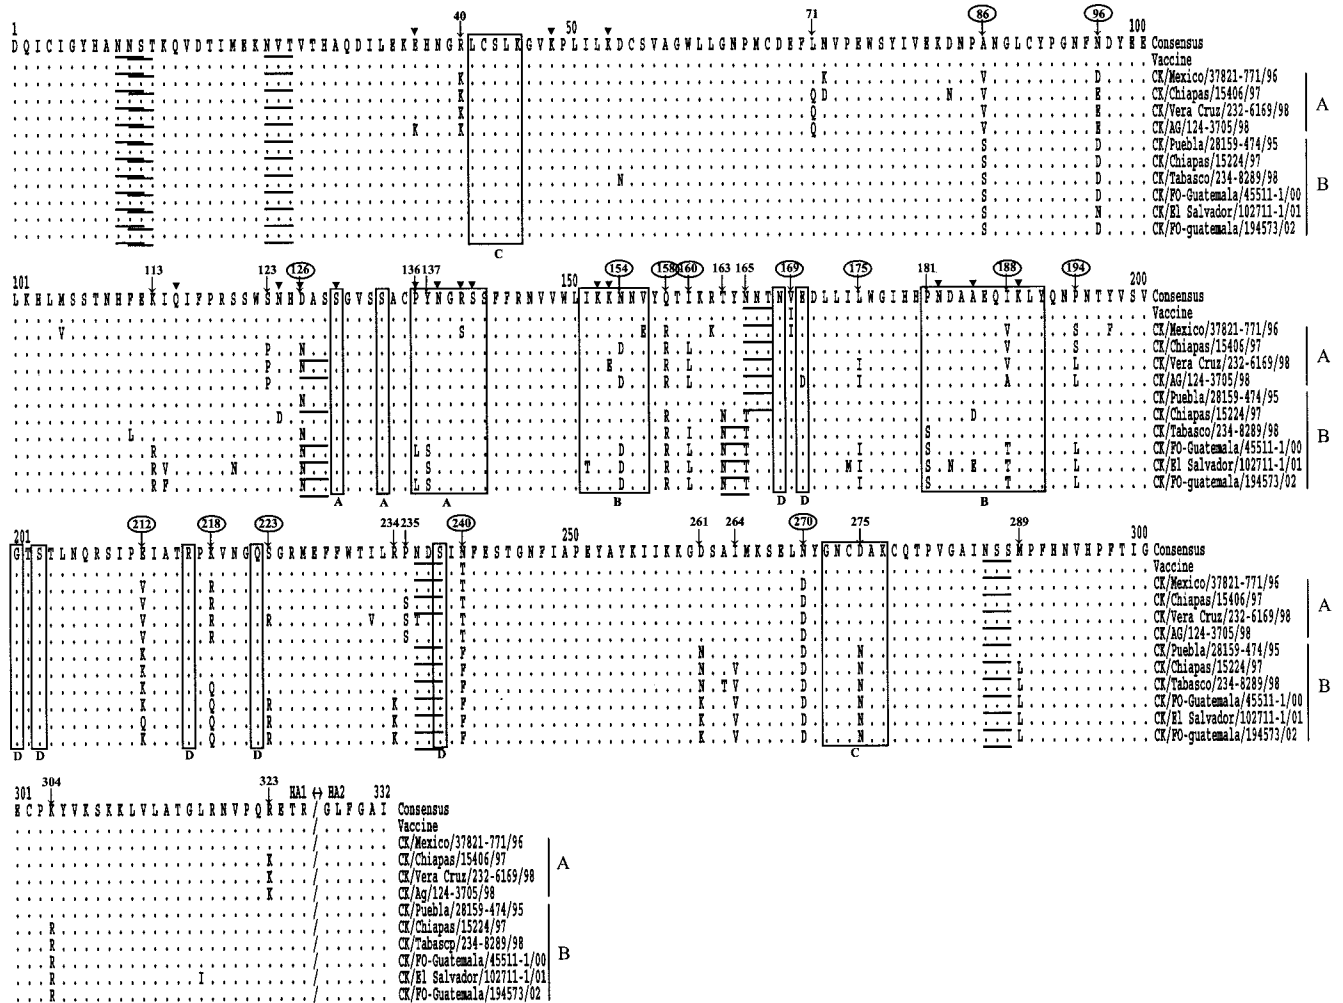 1 40 50 71 86 96 100
D Q I C I G Y H A N N S T K Q V D T I M E K N V T V T H A Q D I L E K E H N G R L C S L K G V K P L I L K D C S V A G W L L G N P M C D E F L N V P E W S Y I V E K D N P A N G L C Y P G N F N D Y E E Consensus
Vaccine
K N V D CK/Mexico/37821-771/96
K Q D N V E CK/Chiapas/15406/97
K Q V E CK/Vera Cruz/232-6169/98
K K Q V E CK/AG/124-3705/98
A
S D CK/Puebla/28159-474/95
S D CK/Chiapas/15224/97
N S D CK/Tabasco/234-8289/98
S D CK/FO-Guatemala/45511-1/00
S N CK/El Salvador/102711-1/01
S D CK/FO-guatemala/194573/02
B
C
101 113 123 126 136 137 150 154 158 160 163 165 169 175 181 188 194 200
L K H L M S S T N H F E K I Q I F P R S S W S N H D A S S G V S S A C P Y N G R S S F F R N V V W L I K K N N V Y Q T I K R T Y N N T N V E D L L I L W G I H H P N D A A E Q I K L Y Q N P N T Y V S V Consensus
I Vaccine
V S E R K I V S F CK/Mexico/37821-771/96
P N D R L V S CK/Chiapas/15406/97
P N E R L I V L CK/Vera Cruz/232-6169/98
P D R L D I A L CK/AG/124-3705/98
A
N CK/Puebla/28159-474/95
D R N T D CK/Chiapas/15224/97
L N R I N T S CK/Tabasco/234-8289/98
R N L S D R L N T I S T L CK/FO-Guatemala/45511-1/00
R V N N S T D R L N T M I S N E T L CK/El Salvador/102711-1/01
R F N L S D R L N T I S T L CK/FO-guatemala/194573/02
B
A A A B D D B
201 212 218 223 234 235 240 250 261 264 270 275 289 300
G T S T L N Q R S I P E I A T R P K V N G Q S G R M E F F W T I L R P N D S I N F E S T G N F I A P E Y A Y K I I K K G D S A I M K S E L N Y G N C D A K C Q T P V G A I N S S M P F H N V H P F T I G Consensus
T Vaccine
V R T D CK/Mexico/37821-771/96
V R S T D CK/Chiapas/15406/97
V R R V S T T D CK/Vera Cruz/232-6169/98
V R S T D CK/AG/124-3705/98
A
K F N D N CK/Puebla/28159-474/95
K F N V D N L CK/Chiapas/15224/97
K Q F N T V D N L CK/Tabasco/234-8289/98
K Q R K F K V D N L CK/FO-Guatemala/45511-1/00
Q Q R K F K V D N L CK/El Salvador/102711-1/01
K Q R K F K V D N L CK/FO-guatemala/194573/02
B
D D D D D C
301 304 323 HA1 HA2 332
E C P K Y V K S K K L V L A T G L R N V P Q R E T R / G L F G A I Consensus
/ Vaccine
/ CK/Mexico/37821-771/96
K / CK/Chiapas/15406/97
K / CK/Vera Cruz/232-6169/98
K / CK/Ag/124-3705/98
A
/ CK/Puebla/28159-474/95
R / CK/Chiapas/15224/97
R / CK/Tabascp/234-8289/98
R / CK/FO-Guatemala/45511-1/00
R I / CK/El Salvador/102711-1/01
R / CK/FO-Guatemala/194573/02
B